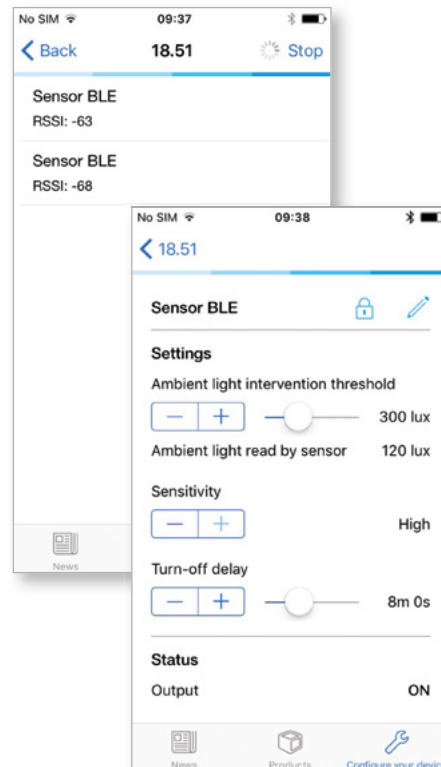 No SIM 09:37
Back 18.51 Stop
Sensor BLE
RSSI: -63
Sensor BLE
RSSI: -68
News
No SIM 09:38
18.51
Sensor BLE
Settings
Ambient light intervention threshold
− + 300 lux
Ambient light read by sensor 120 lux
Sensitivity
− + High
Turn-off delay
− + 8m 0s
Status
Output ON
News Products Configure your devic